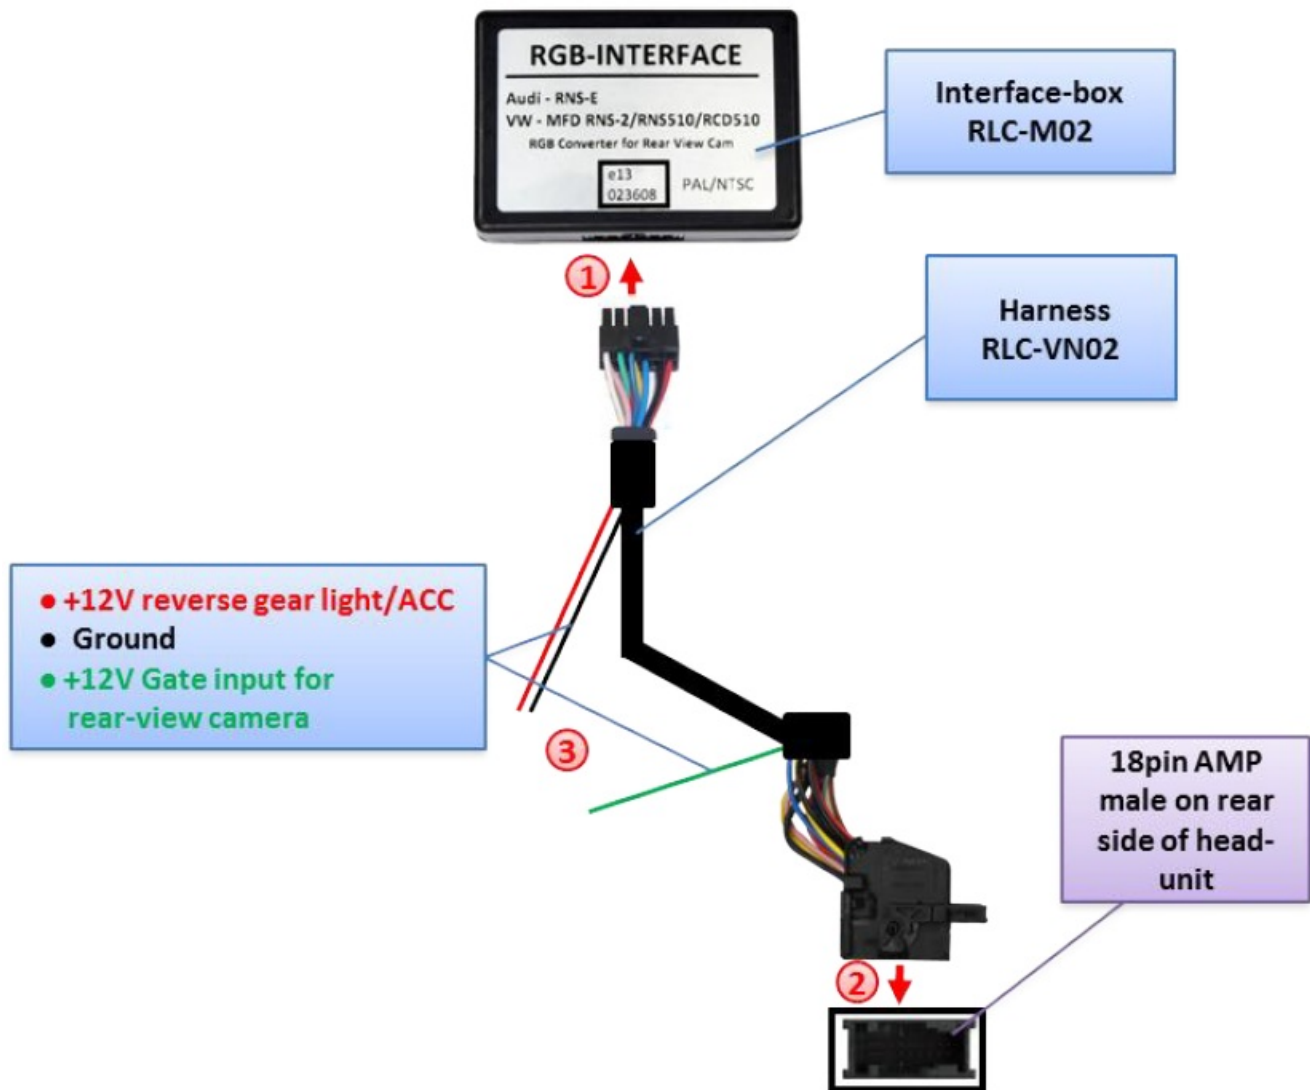 RGB-INTERFACE
Audi - RNS-E
VW - MFD RNS-2/RNS510/RCD510
RGB Converter for Rear View Cam
e13
023608
PAL/NTSC
Interface-box
RLC-M02
1
Harness
RLC-VN02
+12V reverse gear light/ACC
Ground
+12V Gate input for
rear-view camera
3
18pin AMP
male on rear
side of head-
unit
2